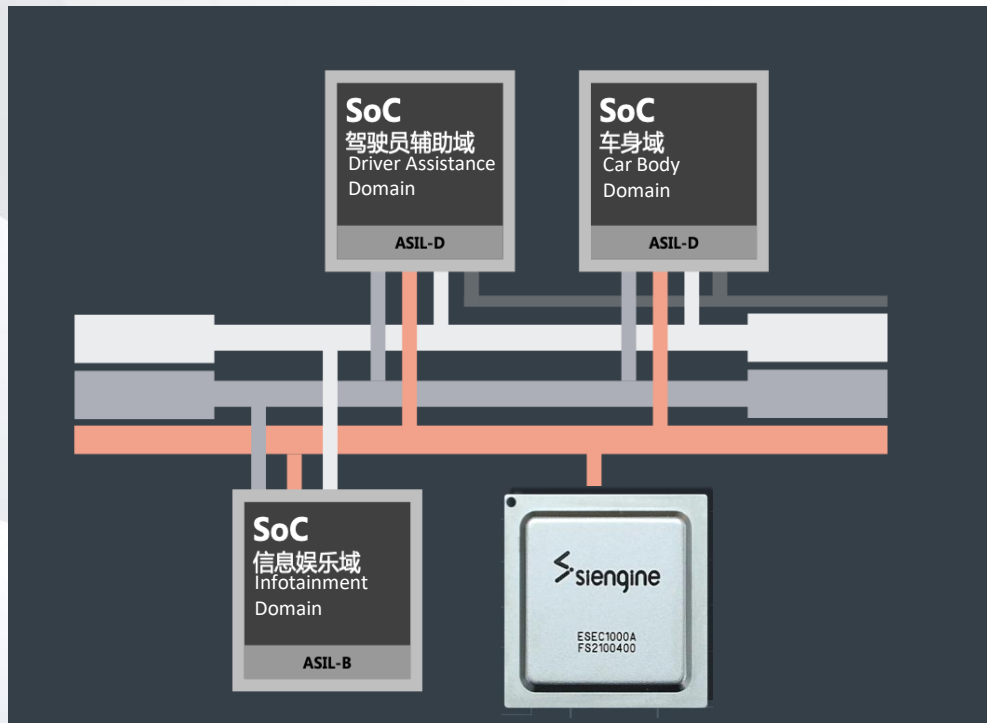 SoC
驾驶员辅助域
Driver Assistance
Domain
ASIL-D
SoC
车身域
Car Body
Domain
ASIL-D
SoC
信息娱乐域
Infotainment
Domain
ASIL-B
siengine
ESEC1000A
FS2100400